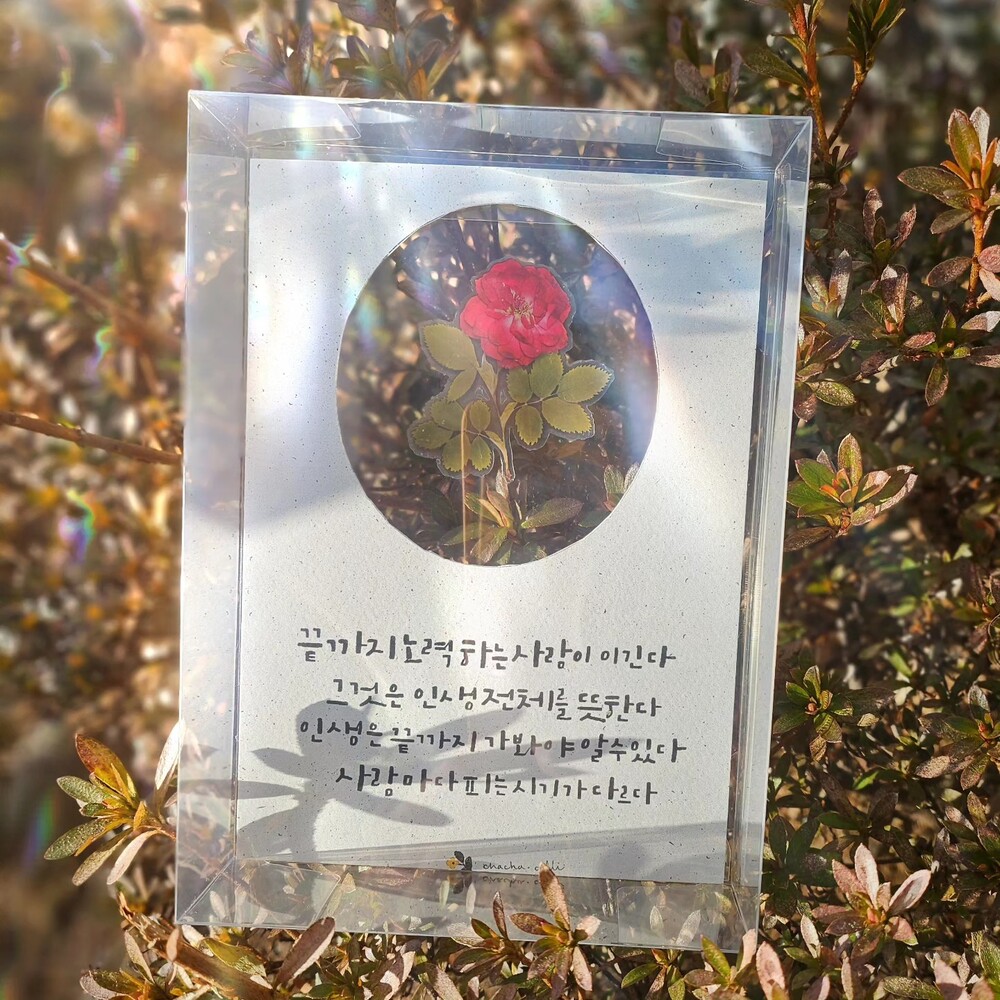 끝까지 노력하는 사람이 이긴다
그것은 인생 전체를 뜻한다
인생은 끝까지 가봐야 알 수 있다
사람마다 피는 시기가 다르다
chacha.